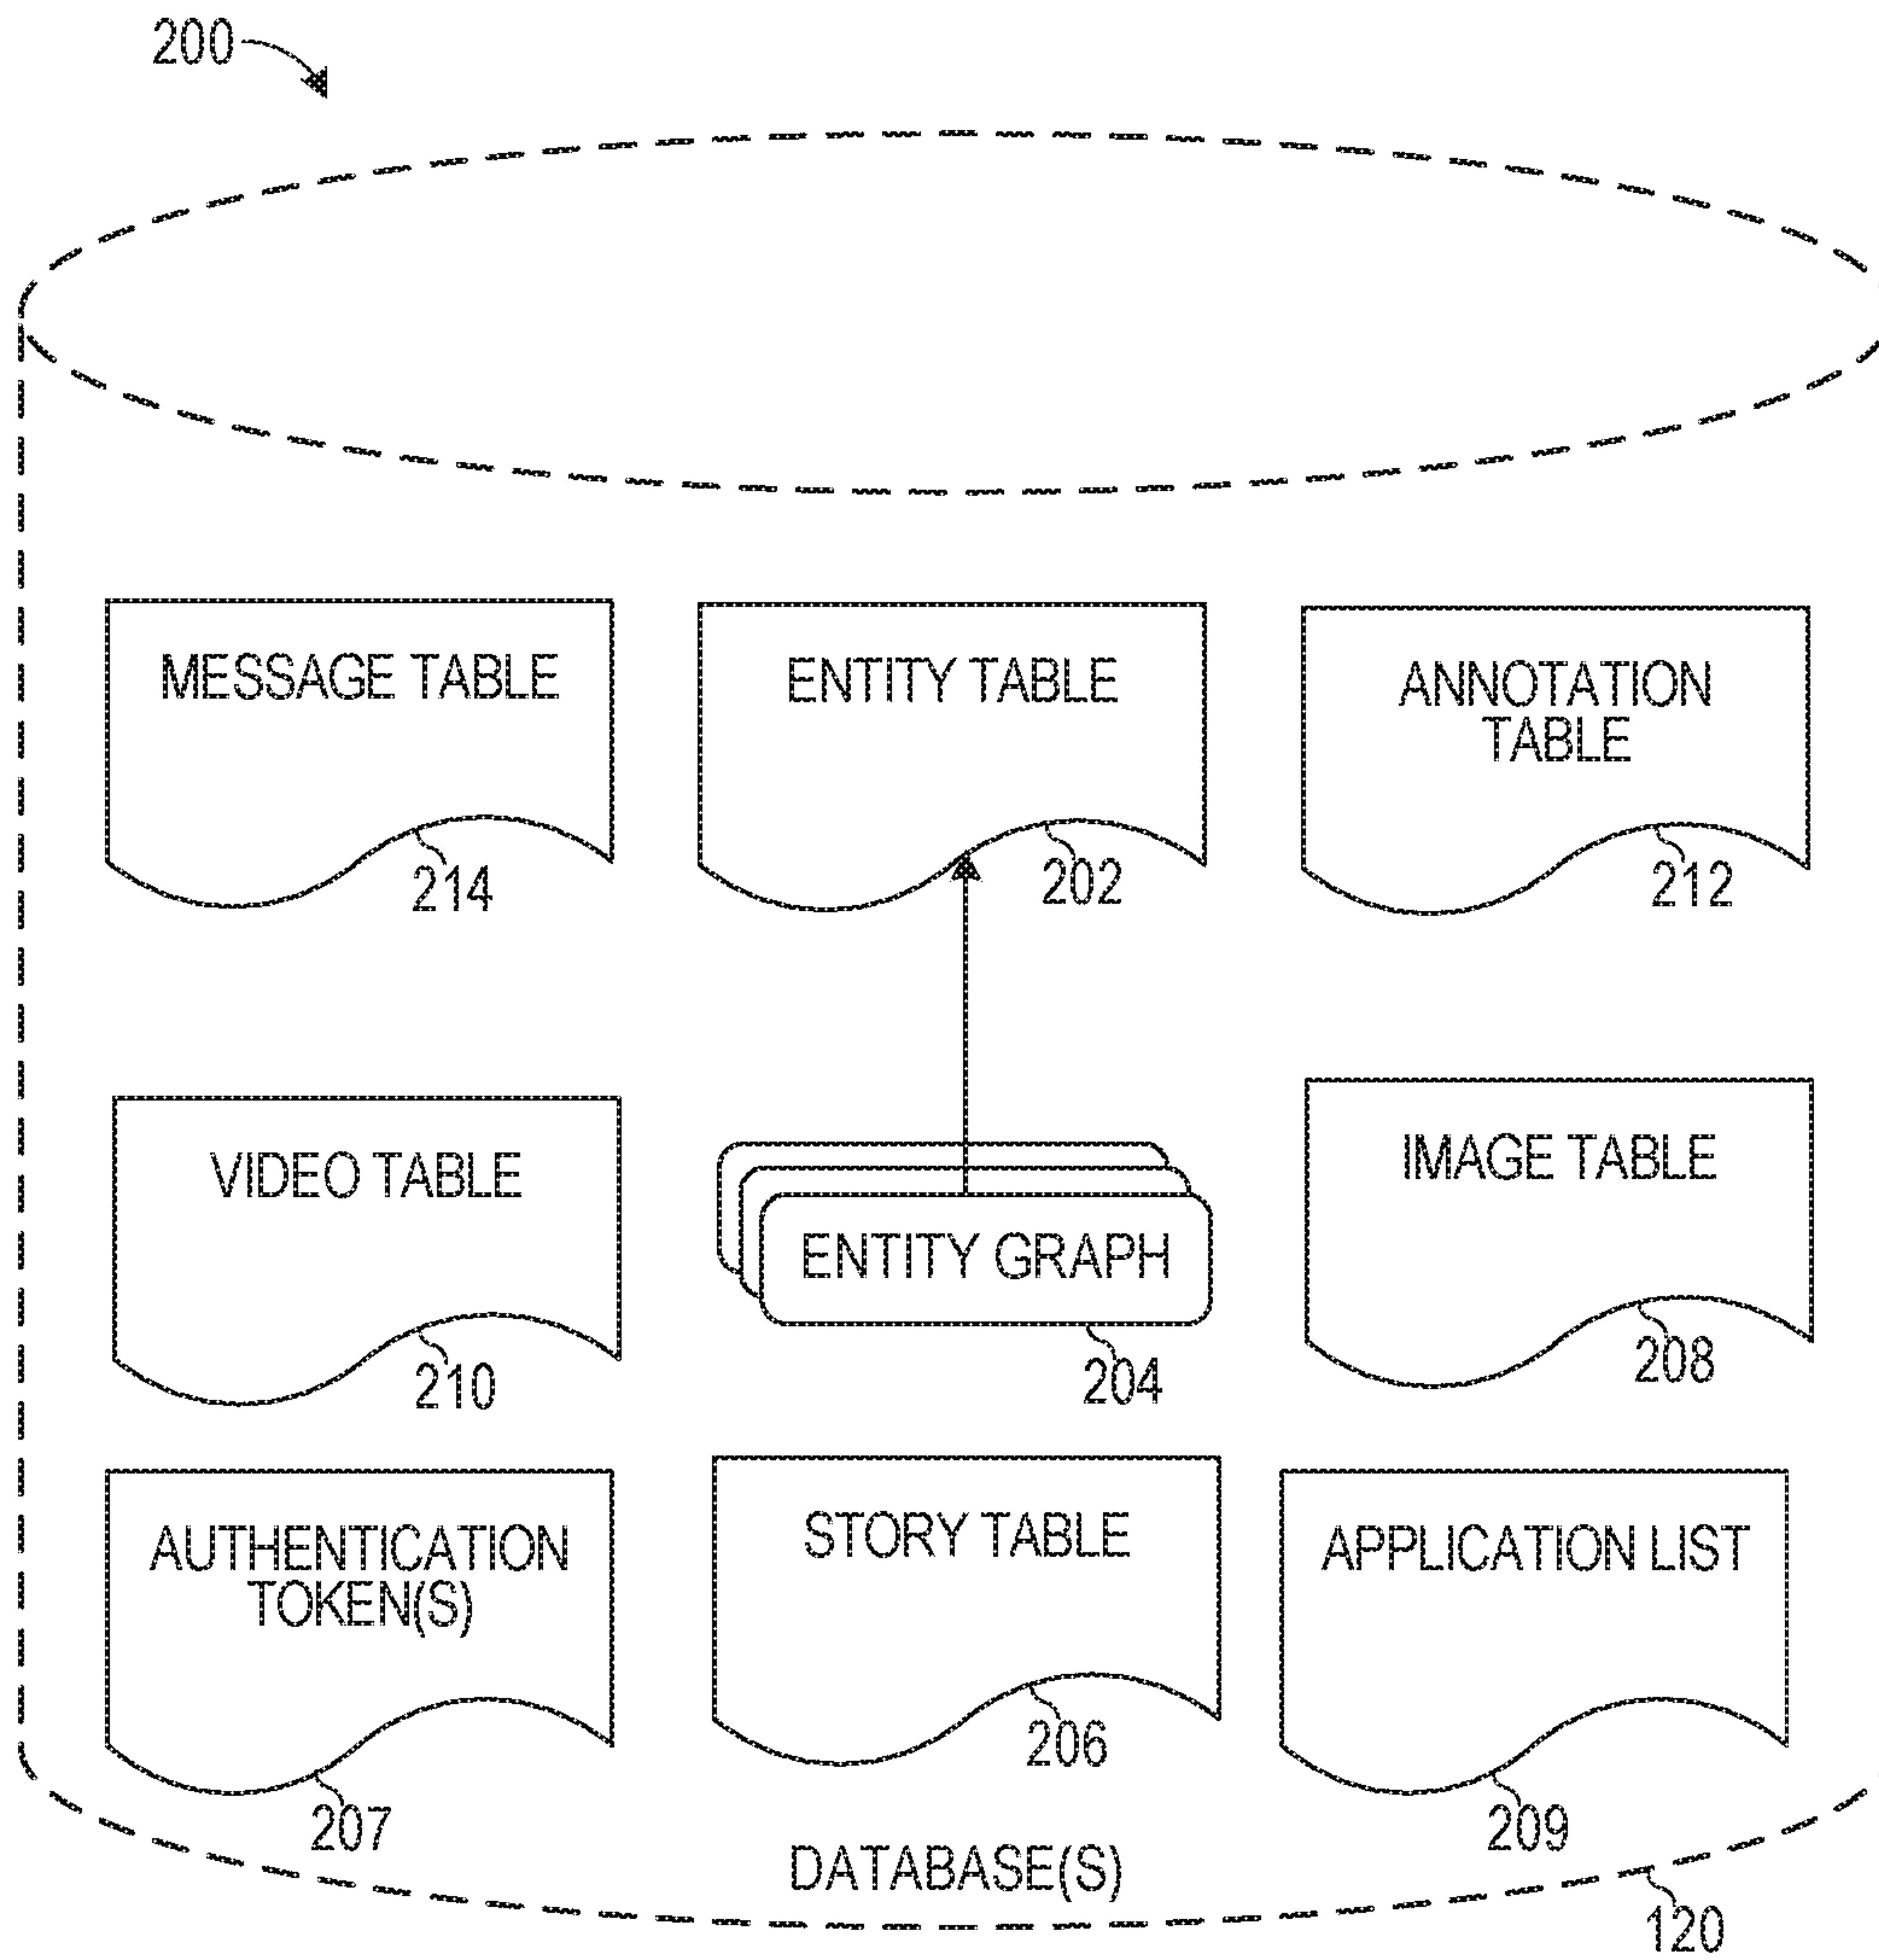 200
MESSAGE TABLE
ENTITY TABLE
ANNOTATION
TABLE
214
202
212
VIDEO TABLE
ENTITY GRAPH
IMAGE TABLE
210
204
208
AUTHENTICATION
TOKEN(S)
STORY TABLE
APPLICATION LIST
207
206
209
DATABASE(S)
120